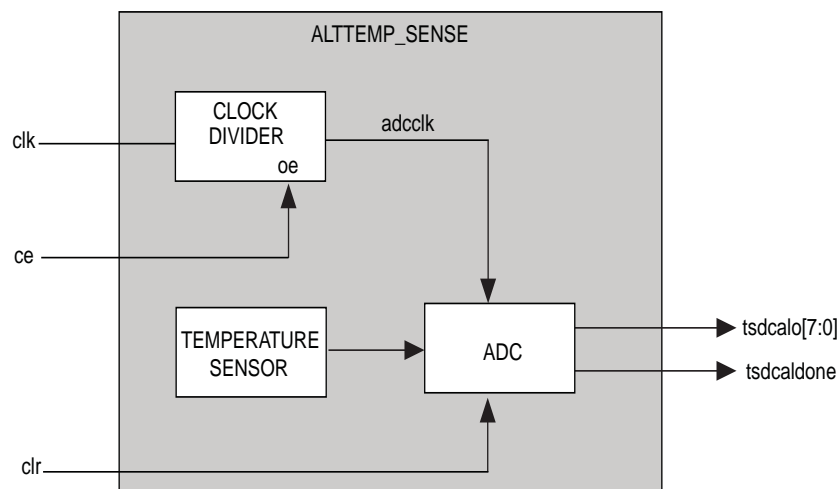 ALTTEMP_SENSE
CLOCK
DIVIDER
oe
adcclk
clk
ce
TEMPERATURE
SENSOR
ADC
tsdcalo[7:0]
tsdcaldone
clr